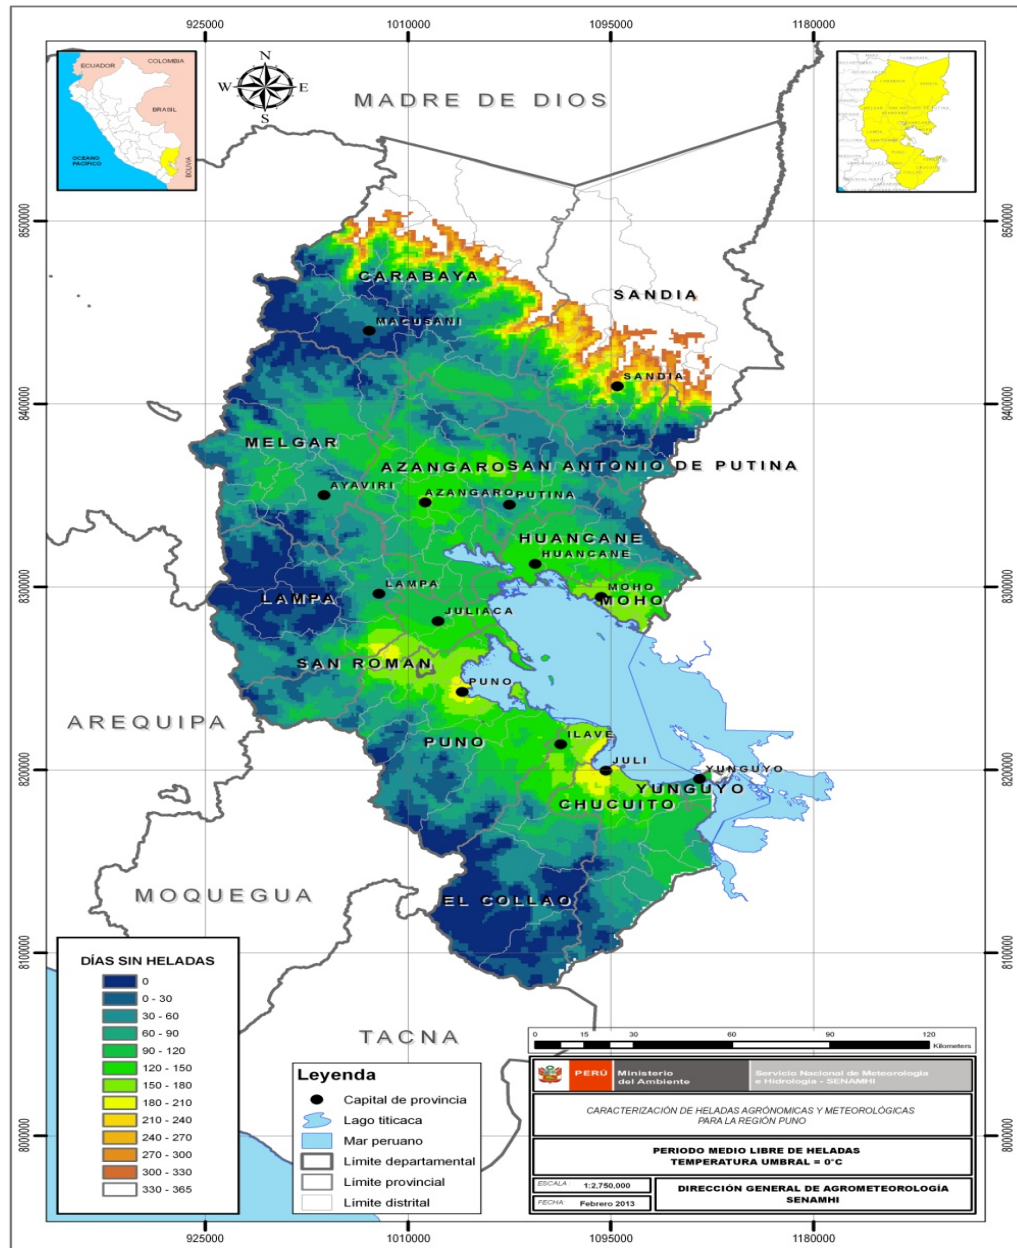 925000
1010000
1095000
1180000
ECUADOR
COLOMBIA
BRASIL
OCEANO
PACÍFICO
BOLIVIA
N
W
E
S
MADRE DE DIOS
8500000
8500000
CARABAYA
SANDIA
MACUSANI
SANDIA
8400000
8400000
MELGAR
AZANGARO
SAN ANTONIO DE PUTINA
AYAVIRI
AZANGARO
PUTINA
HUANCANE
HUANCANE
8300000
8300000
LAMPA
MOHO
LAMPA
MOHO
JULIACA
SAN ROMAN
PUNO
AREQUIPA
PUNO
ILAVE
JULI
YUNGUYO
8200000
8200000
YUNGUYO
CHUCUITO
MOQUEGUA
EL COLLAO
8100000
8100000
DÍAS SIN HELADAS
0
0 - 30
30 - 60
60 - 90
90 - 120
120 - 150
150 - 180
180 - 210
210 - 240
240 - 270
270 - 300
300 - 330
330 - 365
TACNA
Leyenda
Capital de provincia
Lago titicaca
Mar peruano
Límite departamental
Límite provincial
Límite distrital
0 15 30 60 90 120
Kilometers
PERÚ
Ministerio
del Ambiente
Servicio Nacional de Meteorología
e Hidrología - SENAMHI
CARACTERIZACIÓN DE HELADAS AGRÓNOMICAS Y METEOROLÓGICAS
PARA LA REGIÓN PUNO
PERIODO MEDIO LIBRE DE HELADAS
TEMPERATURA UMBRAL = 0°C
ESCALA : 1:2,750,000
FECHA: Febrero 2013
DIRECCIÓN GENERAL DE AGROMETEOROLOGÍA
SENAMHI
8000000
8000000
925000
1010000
1095000
1180000